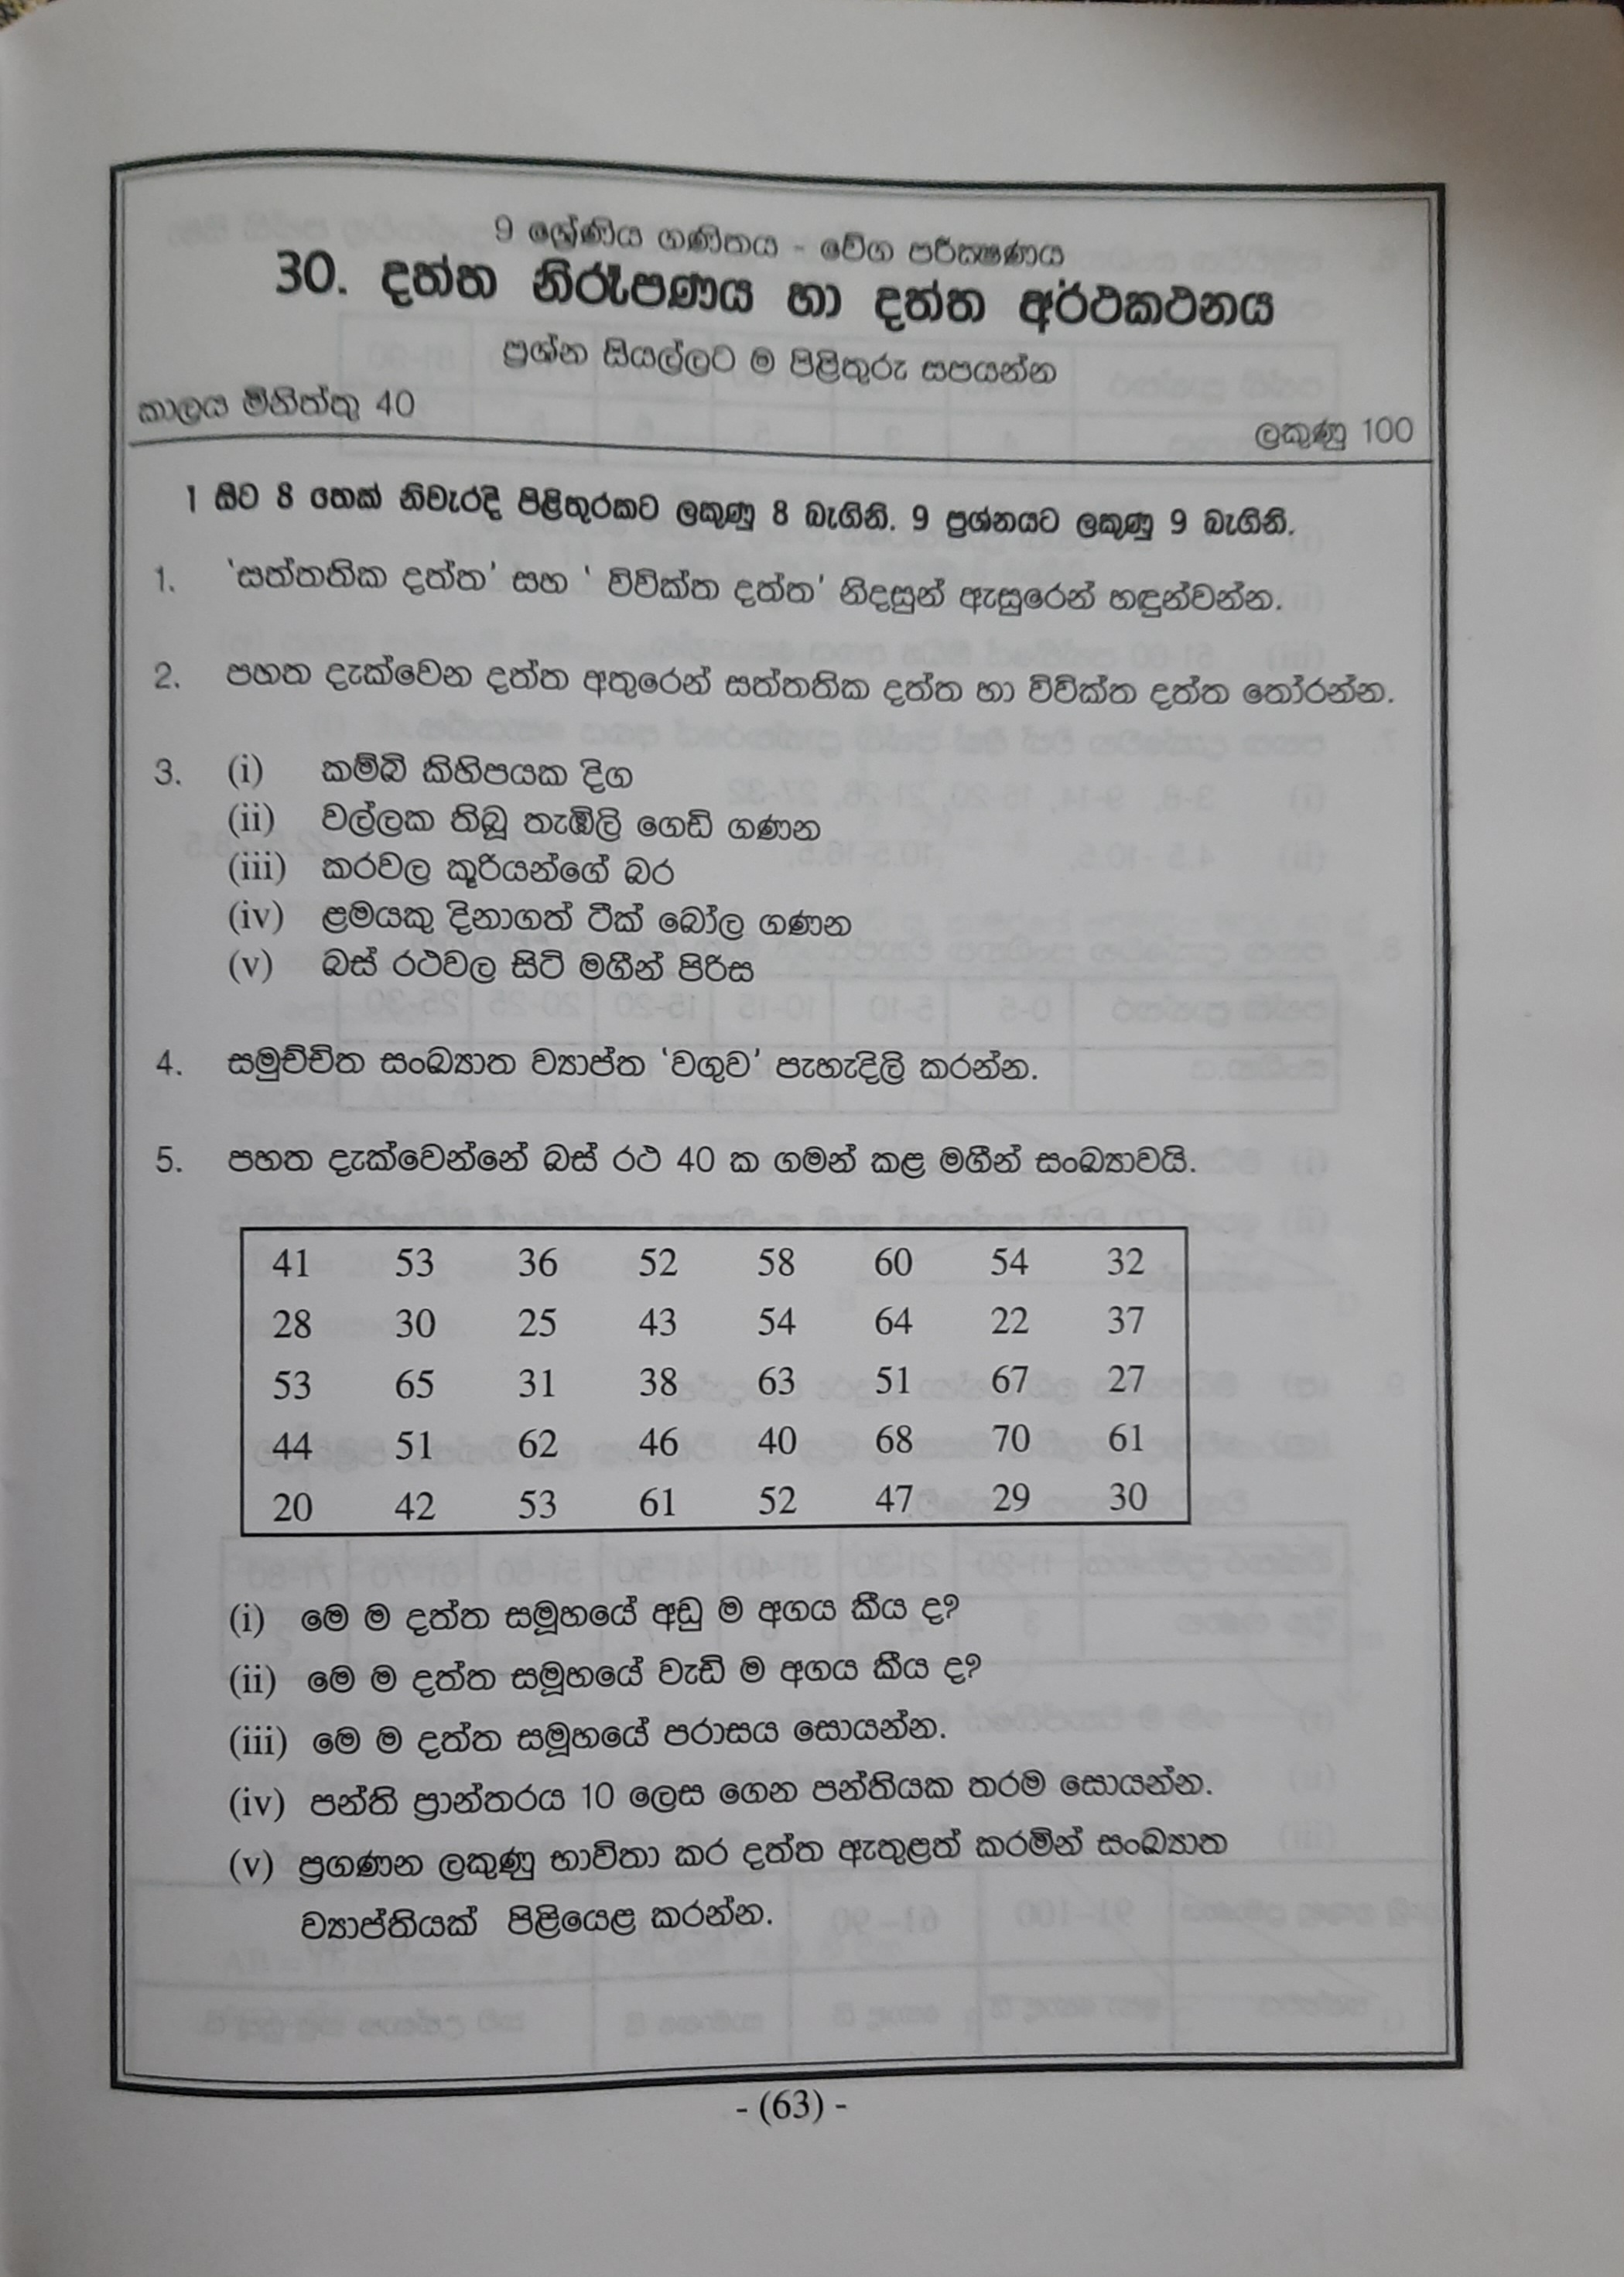 9 ශ්‍රේණිය ගණිතය - වේග පරීක්ෂණය
30. දත්ත නිරූපණය හා දත්ත අර්ථකථනය
ප්‍රශ්න සියල්ලට ම පිළිතුරු සපයන්න
කාලය මිනිත්තු 40
ලකුණු 100
1 සිට 8 තෙක් නිවැරදි පිළිතුරකට ලකුණු 8 බැගිනි. 9 ප්‍රශ්නයට ලකුණු 9 බැගිනි.
1. ‘සත්තතික දත්ත’ සහ ‘ විවික්ත දත්ත’ නිදසුන් ඇසුරෙන් හඳුන්වන්න.
2. පහත දැක්වෙන දත්ත අතුරෙන් සත්තතික දත්ත හා විවික්ත දත්ත තෝරන්න.
3. (i) කම්බි කිහිපයක දිග
(ii) වල්ලක තිබූ තැඹිලි ගෙඩි ගණන
(iii) කරවල කූරියන්ගේ බර
(iv) ළමයකු දිනාගත් ටීක් බෝල ගණන
(v) බස් රථවල සිටි මගීන් පිරිස
4. සමුච්චිත සංඛ්‍යාත ව්‍යාප්ත ‘වගුව’ පැහැදිලි කරන්න.
5. පහත දැක්වෙන්නේ බස් රථ 40 ක ගමන් කළ මගීන් සංඛ්‍යාවයි.
41 53 36 52 58 60 54 32
28 30 25 43 54 64 22 37
53 65 31 38 63 51 67 27
44 51 62 46 40 68 70 61
20 42 53 61 52 47 29 30
(i) මෙ ම දත්ත සමූහයේ අඩු ම අගය කීය ද?
(ii) මෙ ම දත්ත සමූහයේ වැඩි ම අගය කීය ද?
(iii) මෙ ම දත්ත සමූහයේ පරාසය සොයන්න.
(iv) පන්ති ප්‍රාන්තරය 10 ලෙස ගෙන පන්තියක තරම සොයන්න.
(v) ප්‍රගණන ලකුණු භාවිතා කර දත්ත ඇතුළත් කරමින් සංඛ්‍යාත
ව්‍යාප්තියක් පිළියෙළ කරන්න.
- (63) -